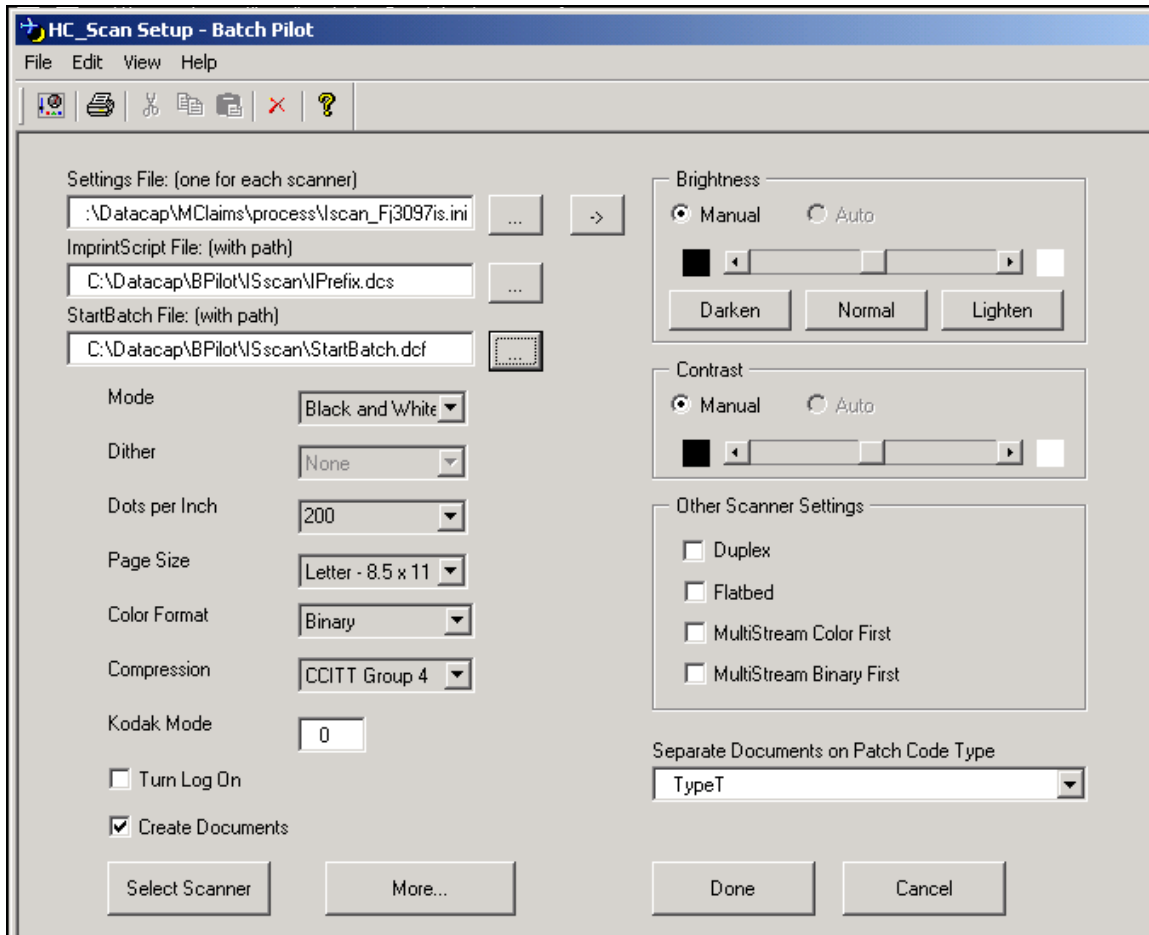 HC_Scan Setup - Batch Pilot
File Edit View Help
Settings File: (one for each scanner)
:\Datacap\MClaims\process\Iscan_Fj3097is.ini
...
->
ImprintScript File: (with path)
C:\Datacap\BPilot\ISscan\IPrefix.dcs
...
StartBatch File: (with path)
C:\Datacap\BPilot\ISscan\StartBatch.dcf
...
Mode
Black and White
Dither
None
Dots per Inch
200
Page Size
Letter - 8.5 x 11
Color Format
Binary
Compression
CCITT Group 4
Kodak Mode
0
Turn Log On
Create Documents
Select Scanner
More...
Brightness
Manual Auto
Darken Normal Lighten
Contrast
Manual Auto
Other Scanner Settings
Duplex
Flatbed
MultiStream Color First
MultiStream Binary First
Separate Documents on Patch Code Type
TypeT
Done
Cancel